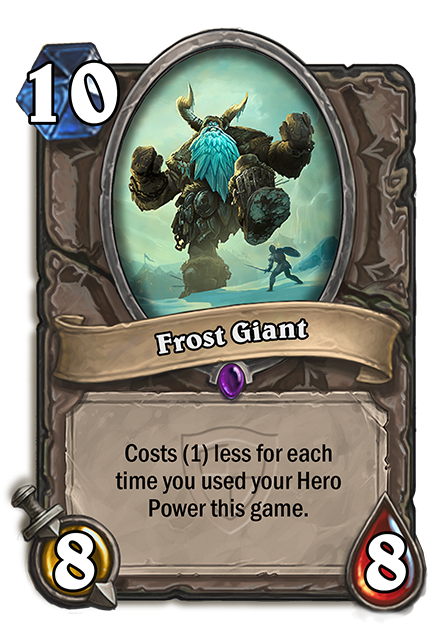 10
Frost Giant
Costs (1) less for each
time you used your Hero
Power this game.
8
8